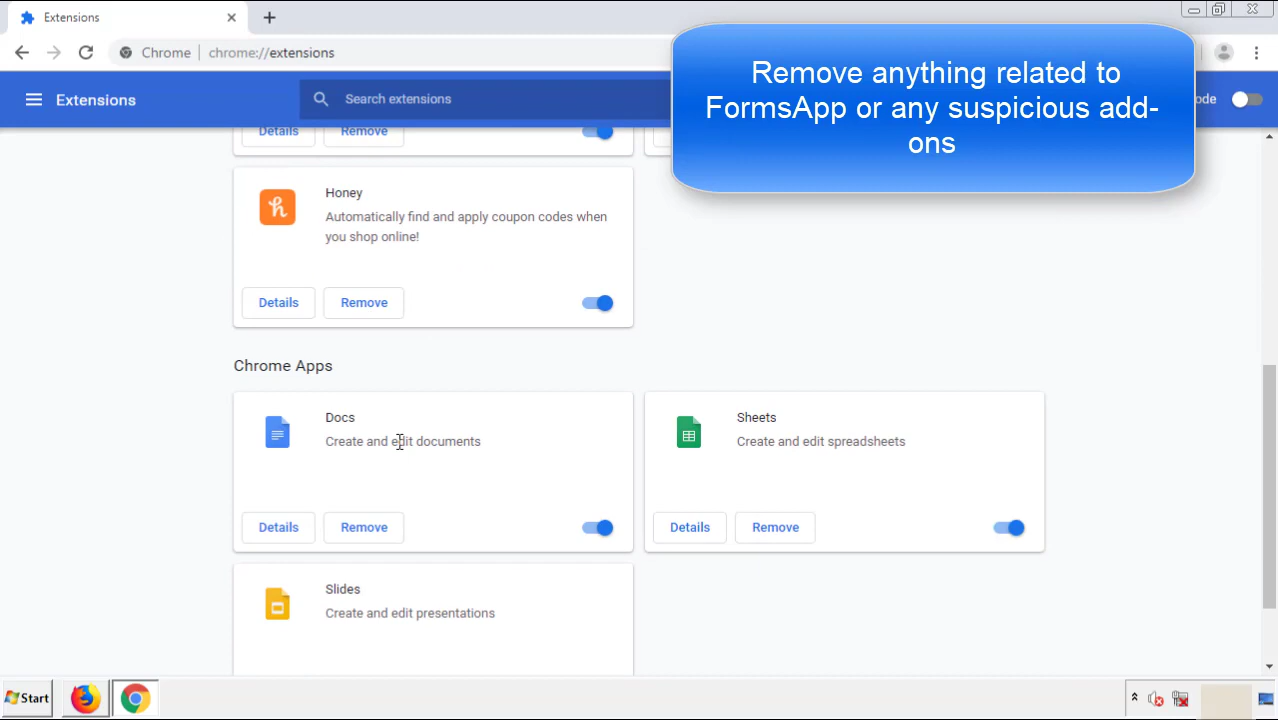 Extensions
Chrome
chrome://extensions
Extensions
Search extensions
ode
Remove anything related to
FormsApp or any suspicious add-
ons
Details
Remove
Honey
Automatically find and apply coupon codes when
you shop online!
Details
Remove
Chrome Apps
Docs
Create and edit documents
Details
Remove
Sheets
Create and edit spreadsheets
Details
Remove
Slides
Create and edit presentations
Start